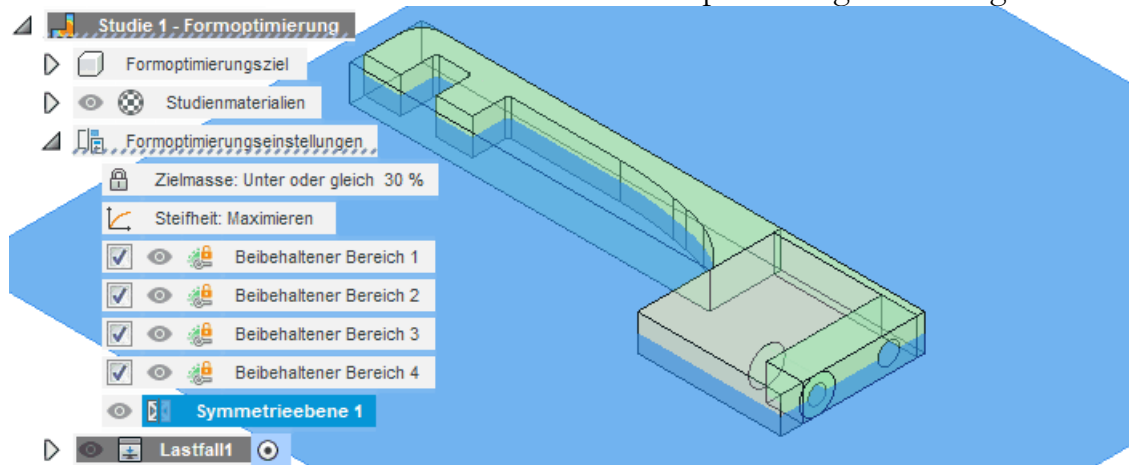 Studie 1 - Formoptimierung
Formoptimierungsziel
Studienmaterialien
Formoptimierungseinstellungen
Zielmasse: Unter oder gleich 30 %
Steifheit: Maximieren
Beibehaltener Bereich 1
Beibehaltener Bereich 2
Beibehaltener Bereich 3
Beibehaltener Bereich 4
Symmetrieebene 1
Lastfall1